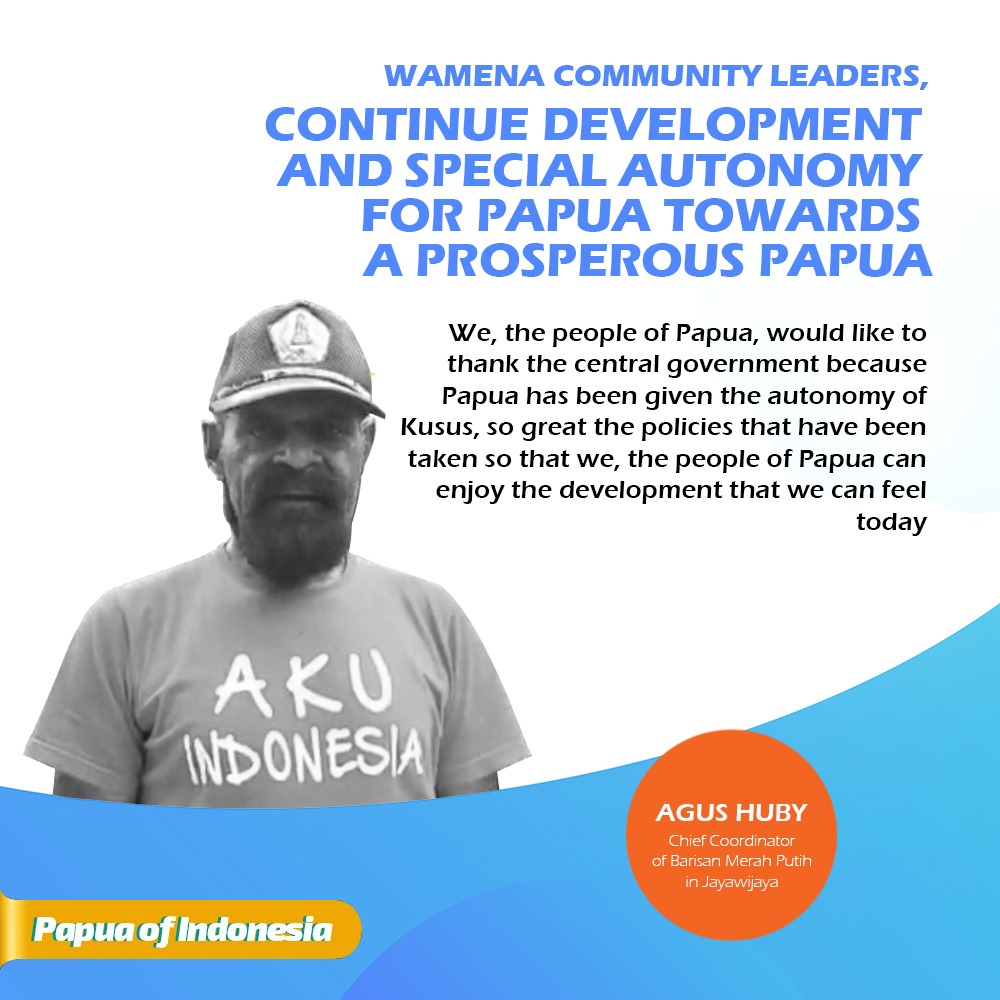 WAMENA COMMUNITY LEADERS,
CONTINUE DEVELOPMENT
AND SPECIAL AUTONOMY
FOR PAPUA TOWARDS
A PROSPEROUS PAPUA
We, the people of Papua, would like to
thank the central government because
Papua has been given the autonomy of
Kusus, so great the policies that have been
taken so that we, the people of Papua can
enjoy the development that we can feel
today
AKU
INDONESIA
AGUS HUBY
Chief Coordinator
of Barisan Merah Putih
in Jayawijaya
Papua of Indonesia